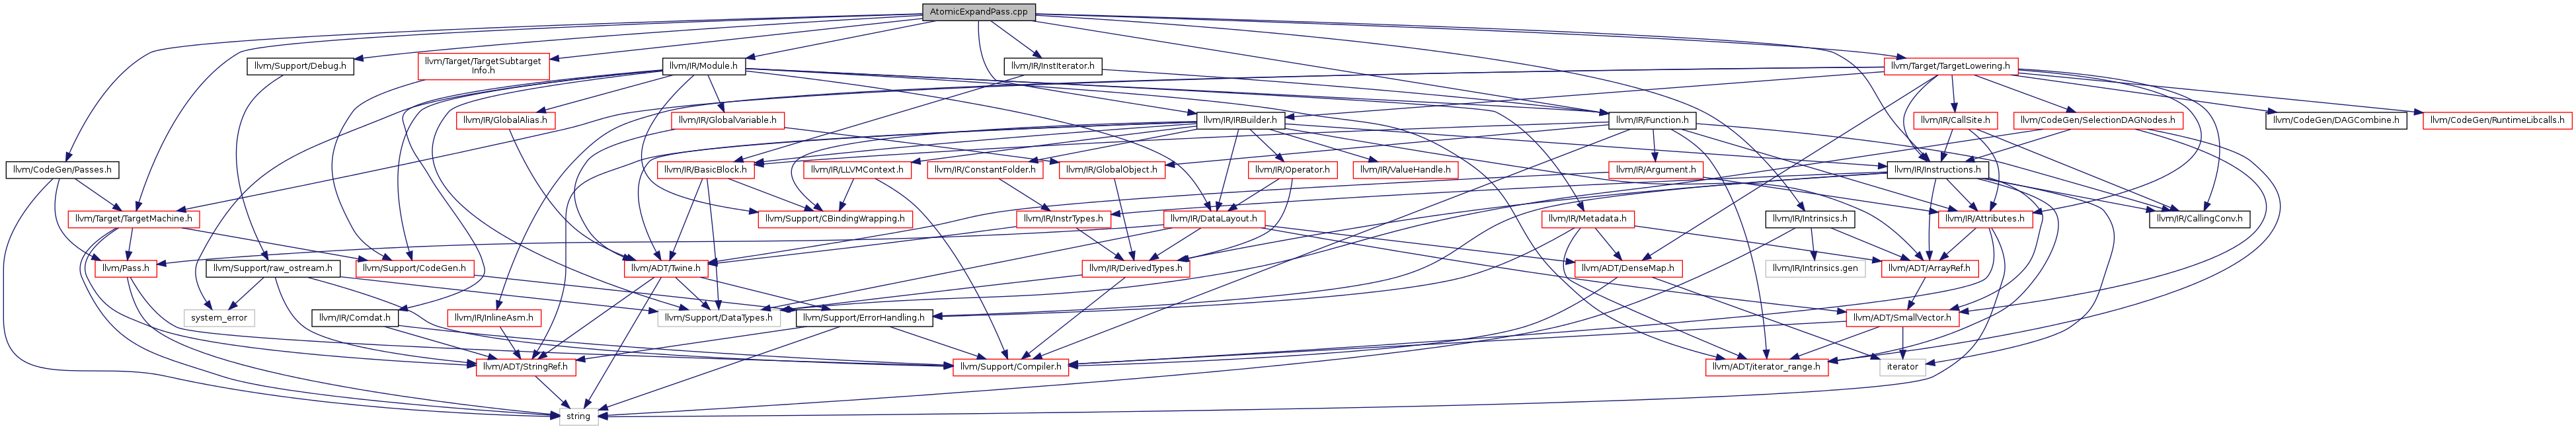 AtomicExpandPass.cpp
llvm/Support/Debug.h
llvm/Target/TargetSubtarget
Info.h
llvm/IR/Module.h
llvm/IR/InstIterator.h
llvm/Target/TargetLowering.h
llvm/IR/GlobalAlias.h
llvm/IR/GlobalVariable.h
llvm/IR/IRBuilder.h
llvm/IR/Function.h
llvm/IR/CallSite.h
llvm/CodeGen/SelectionDAGNodes.h
llvm/CodeGen/DAGCombine.h
llvm/CodeGen/RuntimeLibcalls.h
llvm/CodeGen/Passes.h
llvm/IR/BasicBlock.h
llvm/IR/LLVMContext.h
llvm/IR/ConstantFolder.h
llvm/IR/GlobalObject.h
llvm/IR/Operator.h
llvm/IR/ValueHandle.h
llvm/IR/Argument.h
llvm/IR/Instructions.h
llvm/Target/TargetMachine.h
llvm/Support/CBindingWrapping.h
llvm/IR/InstrTypes.h
llvm/IR/DataLayout.h
llvm/IR/Metadata.h
llvm/IR/Intrinsics.h
llvm/IR/Attributes.h
llvm/IR/CallingConv.h
llvm/Pass.h
llvm/Support/raw_ostream.h
llvm/Support/CodeGen.h
llvm/ADT/Twine.h
llvm/IR/DerivedTypes.h
llvm/ADT/DenseMap.h
llvm/IR/Intrinsics.gen
llvm/ADT/ArrayRef.h
system_error
llvm/IR/Comdat.h
llvm/IR/InlineAsm.h
llvm/Support/DataTypes.h
llvm/Support/ErrorHandling.h
llvm/ADT/SmallVector.h
llvm/ADT/StringRef.h
llvm/Support/Compiler.h
llvm/ADT/iterator_range.h
iterator
string